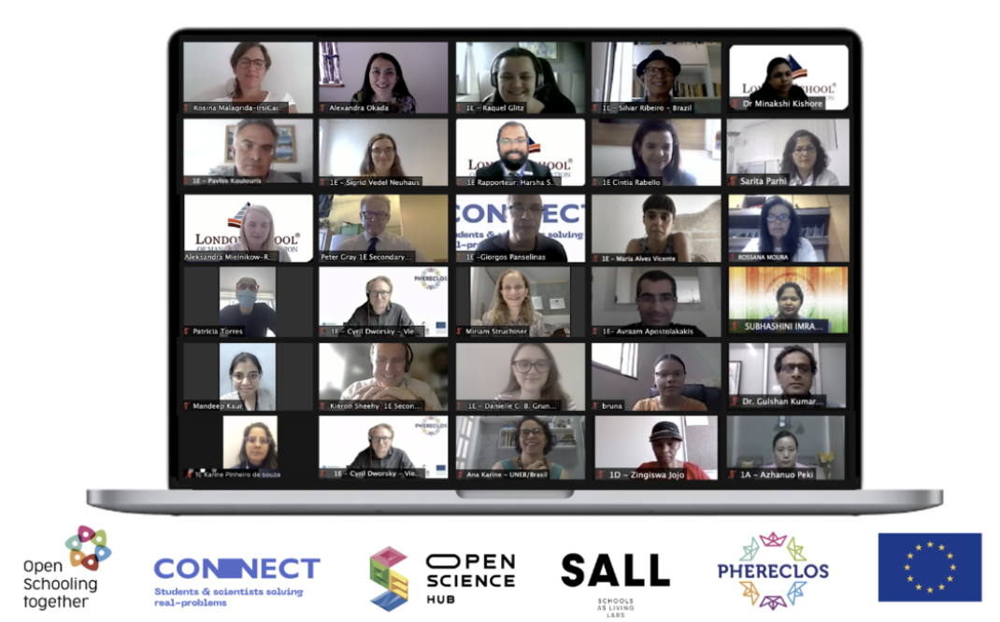 Rosina Malagrida-IrsiCai...
Alexandra Okada
1E - Raquel Glitz
1E - Silvar Ribeiro - Brazil
Dr Minakshi Kishore
1E - Pavlos Koulouris
1E - Sigrid Vedel Neuhaus
1E Rapporteur: Harsha S...
1E Cíntia Rabello
Sarita Parhi
Aleksandra Mielnikow-R...
Peter Gray 1E Secondary...
CONNECT
1E -Giorgos Panselinas
1E - Maria Alves Vicente
ROSSANA MOURA
Patricia Torres
PHERECLOS
1E - Cyril Dworsky - Vie...
Miriam Struchiner
1E- Avraam Apostolakakis
SUBHASHINI IMRA...
Mandeep Kaur
Kieron Sheehy 1E Secon...
1E - Danielle C. B. Grun...
bruna
Dr. Gulshan Kumar...
1E Karine Pinheiro de souza
PHERECLOS
1E - Cyril Dworsky - Vie...
Ana Karine - UNEB/Brasil
1D - Zingiswa Jojo
1A - Azhanuo Peki
Open
Schooling
together
CONNECT
Students & scientists solving
real-problems
OPEN
SCIENCE
HUB
SALL
SCHOOLS
AS LIVING
LABS
PHERECLOS